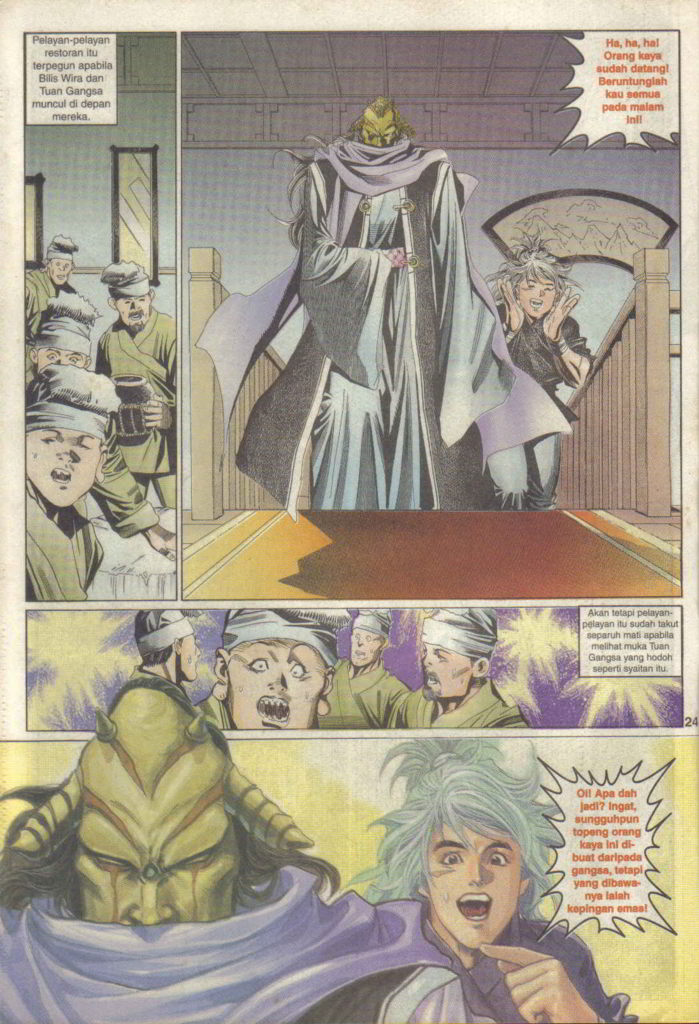 Pelayan-pelayan
restoran itu
terpegun apabila
Bilis Wira dan
Tuan Gangsa
muncul di depan
mereka.
Ha, ha, ha!
Orang kaya
sudah datang!
Beruntunglah
kau semua
pada malam
ini!
Akan tetapi pelayan-
pelayan itu sudah takut
separuh mati apabila
melihat muka Tuan
Gangsa yang hodoh
seperti syaitan itu.
24
Oi! Apa dah
jadi? Ingat,
sungguhpun
topeng orang
kaya ini di-
buat daripada
gangsa, tetapi
yang dibawa-
nya ialah
kepingan emas!